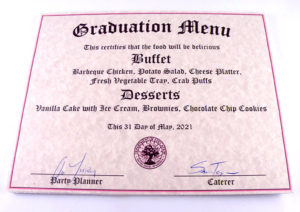 Graduation Menu
This certifies that the food will be delicious
Buffet
Barbeque Chicken, Potato Salad, Cheese Platter,
Fresh Vegetable Tray, Crab Puffs
Desserts
Vanilla Cake with Ice Cream, Brownies, Chocolate Chip Cookies
This 31 Day of May, 2021
Party Planner
Caterer